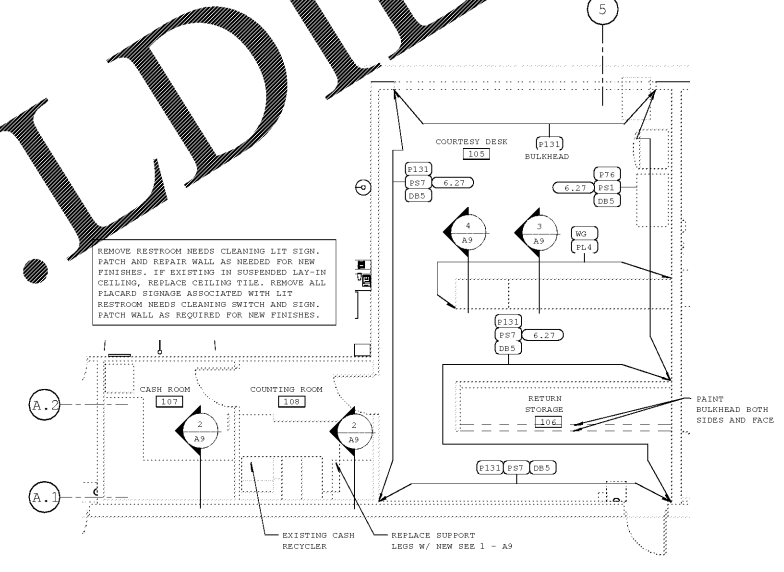 .LDIE
5
COURTESY DESK
105
P131
BULKHEAD
P131
PS7
6.27
DB5
P76
6.27
PS1
DB5
4
A9
3
A9
WG
PL4
REMOVE RESTROOM NEEDS CLEANING LIT SIGN.
PATCH AND REPAIR WALL AS NEEDED FOR NEW
FINISHES. IF EXISTING IN SUSPENDED LAY-IN
CEILING, REPLACE CEILING TILE. REMOVE ALL
PLACARD SIGNAGE ASSOCIATED WITH LIT
RESTROOM NEEDS CLEANING SWITCH AND SIGN.
PATCH WALL AS REQUIRED FOR NEW FINISHES.
P131
PS7
6.27
DB5
CASH ROOM
107
COUNTING ROOM
108
A.2
2
A9
2
A9
RETURN
STORAGE
106
PAINT
BULKHEAD BOTH
SIDES AND FACE
P131 PS7 DB5
A.1
EXISTING CASH
RECYCLER
REPLACE SUPPORT
LEGS W/ NEW SEE 1 - A9